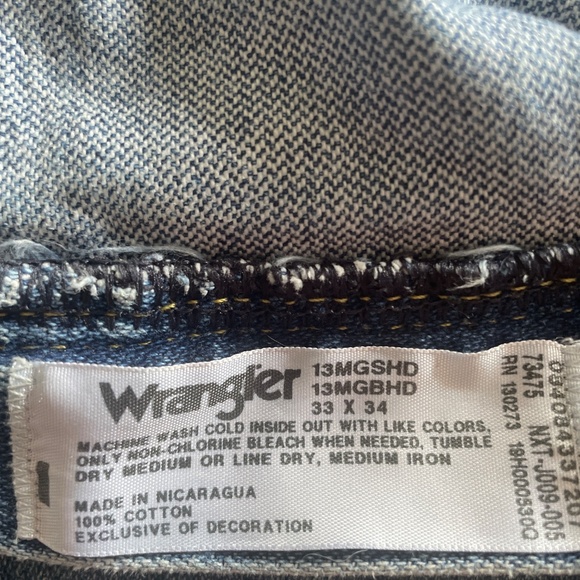 Wrangler
13MGSHD
13MGBHD
33 X 34
MACHINE WASH COLD INSIDE OUT WITH LIKE COLORS,
ONLY NON-CHLORINE BLEACH WHEN NEEDED, TUMBLE
DRY MEDIUM OR LINE DRY, MEDIUM IRON
MADE IN NICARAGUA
100% COTTON
EXCLUSIVE OF DECORATION
73475 NXT-J009-005
RN 130273 19H000530Q